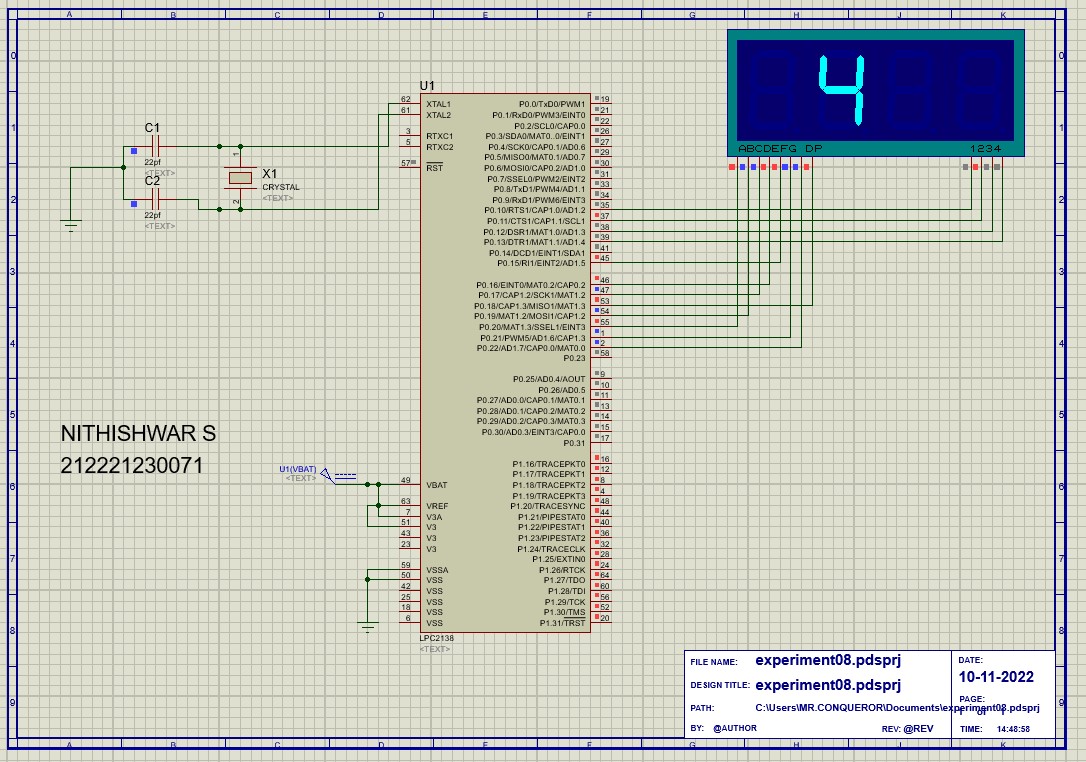 A B C D E F G H J K
0 0
1 1
2 2
3 3
4 4
5 5
6 6
7 7
8 8
9 9
4
ABCDEFG DP 1234
U1
62 XTAL1 P0.0/TxD0/PWM1 19
61 XTAL2 P0.1/RxD0/PWM3/EINT0 21
P0.2/SCL0/CAP0.0 22
3 RTXC1 P0.3/SDA0/MAT0..0/EINT1 26
5 RTXC2 P0.4/SCK0/CAP0.1/AD0.6 27
P0.5/MISO0/MAT0.1/AD0.7 29
57 RST P0.6/MOSI0/CAP0.2/AD1.0 30
P0.7/SSEL0/PWM2/EINT2 31
P0.8/TxD1/PWM4/AD1.1 33
P0.9/RxD1/PWM6/EINT3 34
P0.10/RTS1/CAP1.0/AD1.2 35
P0.11/CTS1/CAP1.1/SCL1 37
P0.12/DSR1/MAT1.0/AD1.3 38
P0.13/DTR1/MAT1.1/AD1.4 39
P0.14/DCD1/EINT1/SDA1 41
P0.15/RI1/EINT2/AD1.5 45
P0.16/EINT0/MAT0.2/CAP0.2 46
P0.17/CAP1.2/SCK1/MAT1.2 47
P0.18/CAP1.3/MISO1/MAT1.3 53
P0.19/MAT1.2/MOSI1/CAP1.2 54
P0.20/MAT1.3/SSEL1/EINT3 55
P0.21/PWM5/AD1.6/CAP1.3 1
P0.22/AD1.7/CAP0.0/MAT0.0 2
P0.23 58
P0.25/AD0.4/AOUT 9
P0.26/AD0.5 10
P0.27/AD0.0/CAP0.1/MAT0.1 11
P0.28/AD0.1/CAP0.2/MAT0.2 13
P0.29/AD0.2/CAP0.3/MAT0.3 14
P0.30/AD0.3/EINT3/CAP0.0 15
P0.31 17
P1.16/TRACEPKT0 16
P1.17/TRACEPKT1 12
49 VBAT P1.18/TRACEPKT2 8
P1.19/TRACEPKT3 4
63 VREF P1.20/TRACESYNC 48
7 V3A P1.21/PIPESTAT0 44
51 V3 P1.22/PIPESTAT1 40
43 V3 P1.23/PIPESTAT2 36
23 V3 P1.24/TRACECLK 32
P1.25/EXTIN0 28
59 VSSA P1.26/RTCK 24
50 VSS P1.27/TDO 64
42 VSS P1.28/TDI 60
25 VSS P1.29/TCK 56
18 VSS P1.30/TMS 52
6 VSS P1.31/TRST 20
LPC2138
<TEXT>
C1
22pf
<TEXT>
C2
22pf
<TEXT>
1
X1
CRYSTAL
<TEXT>
2
NITHISHWAR S
212221230071
U1(VBAT)
<TEXT>
FILE NAME: experiment08.pdsprj
DESIGN TITLE: experiment08.pdsprj
PATH: C:\Users\MR.CONQUEROR\Documents\experiment08.pdsprj
BY: @AUTHOR REV: @REV
DATE:
10-11-2022
PAGE:
of
TIME: 14:48:58
A B C D E F G H J K